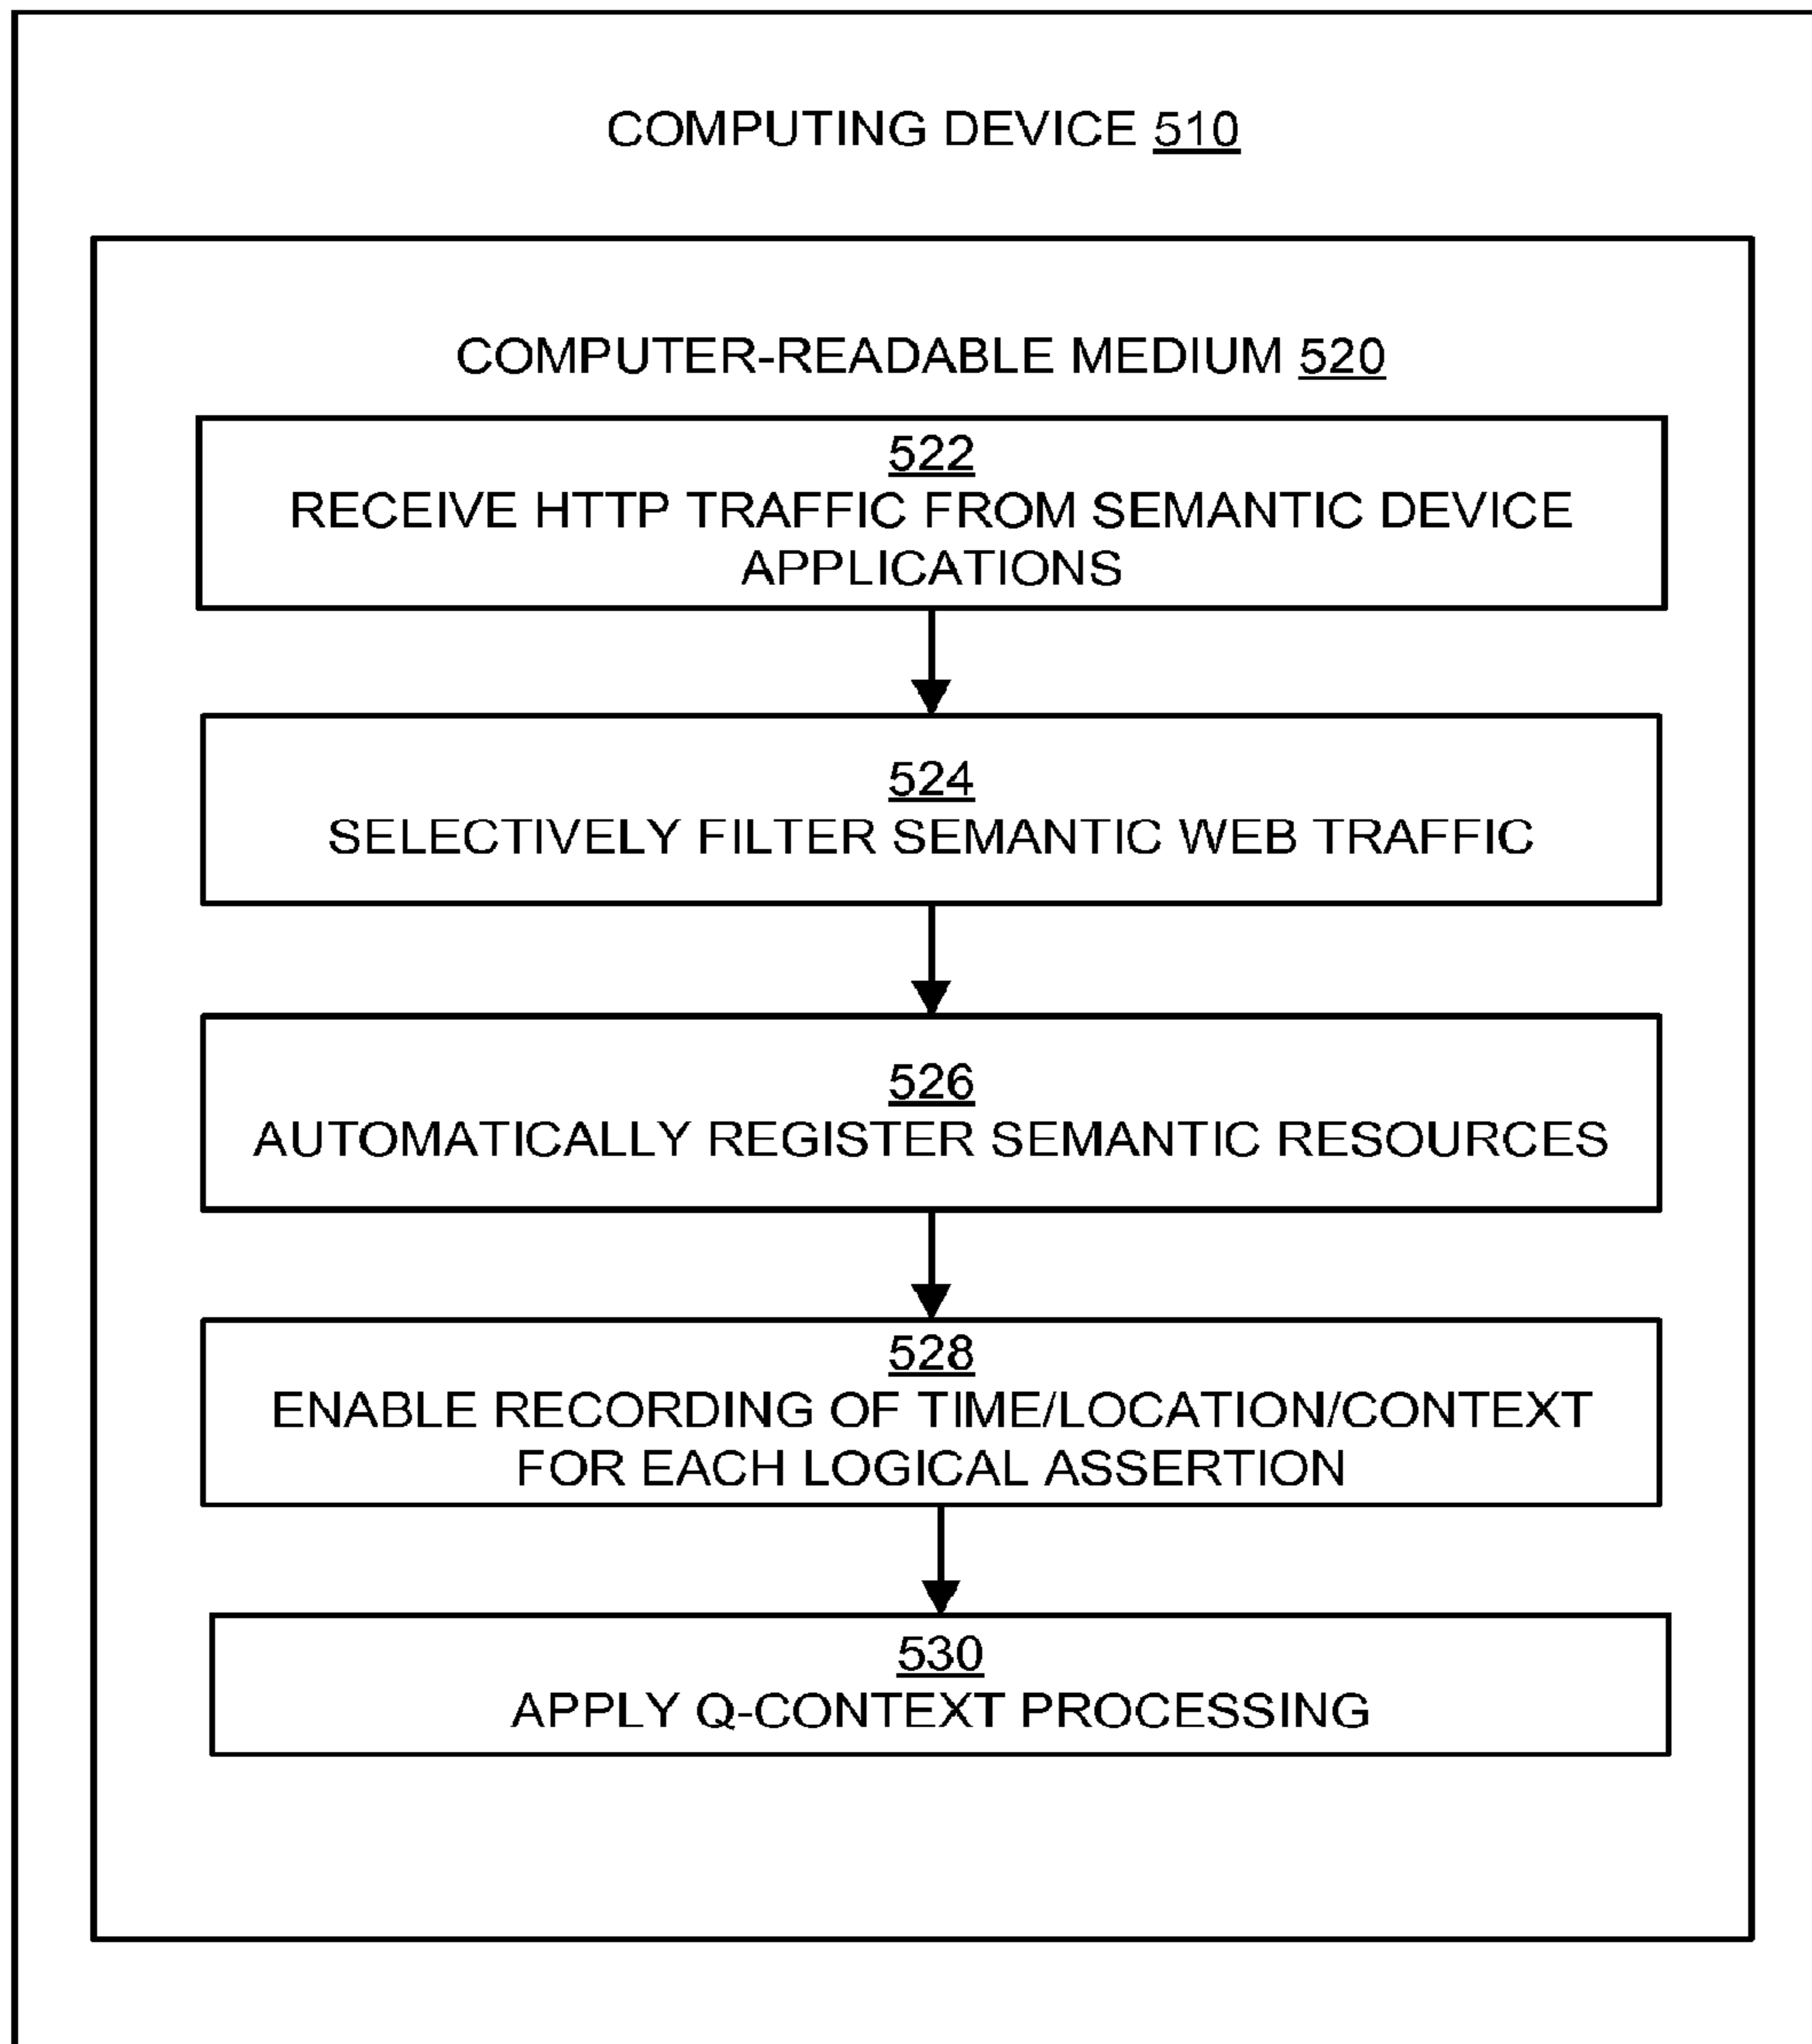 COMPUTING DEVICE 510
COMPUTER-READABLE MEDIUM 520
522
RECEIVE HTTP TRAFFIC FROM SEMANTIC DEVICE
APPLICATIONS
524
SELECTIVELY FILTER SEMANTIC WEB TRAFFIC
526
AUTOMATICALLY REGISTER SEMANTIC RESOURCES
528
ENABLE RECORDING OF TIME/LOCATION/CONTEXT
FOR EACH LOGICAL ASSERTION
530
APPLY Q-CONTEXT PROCESSING